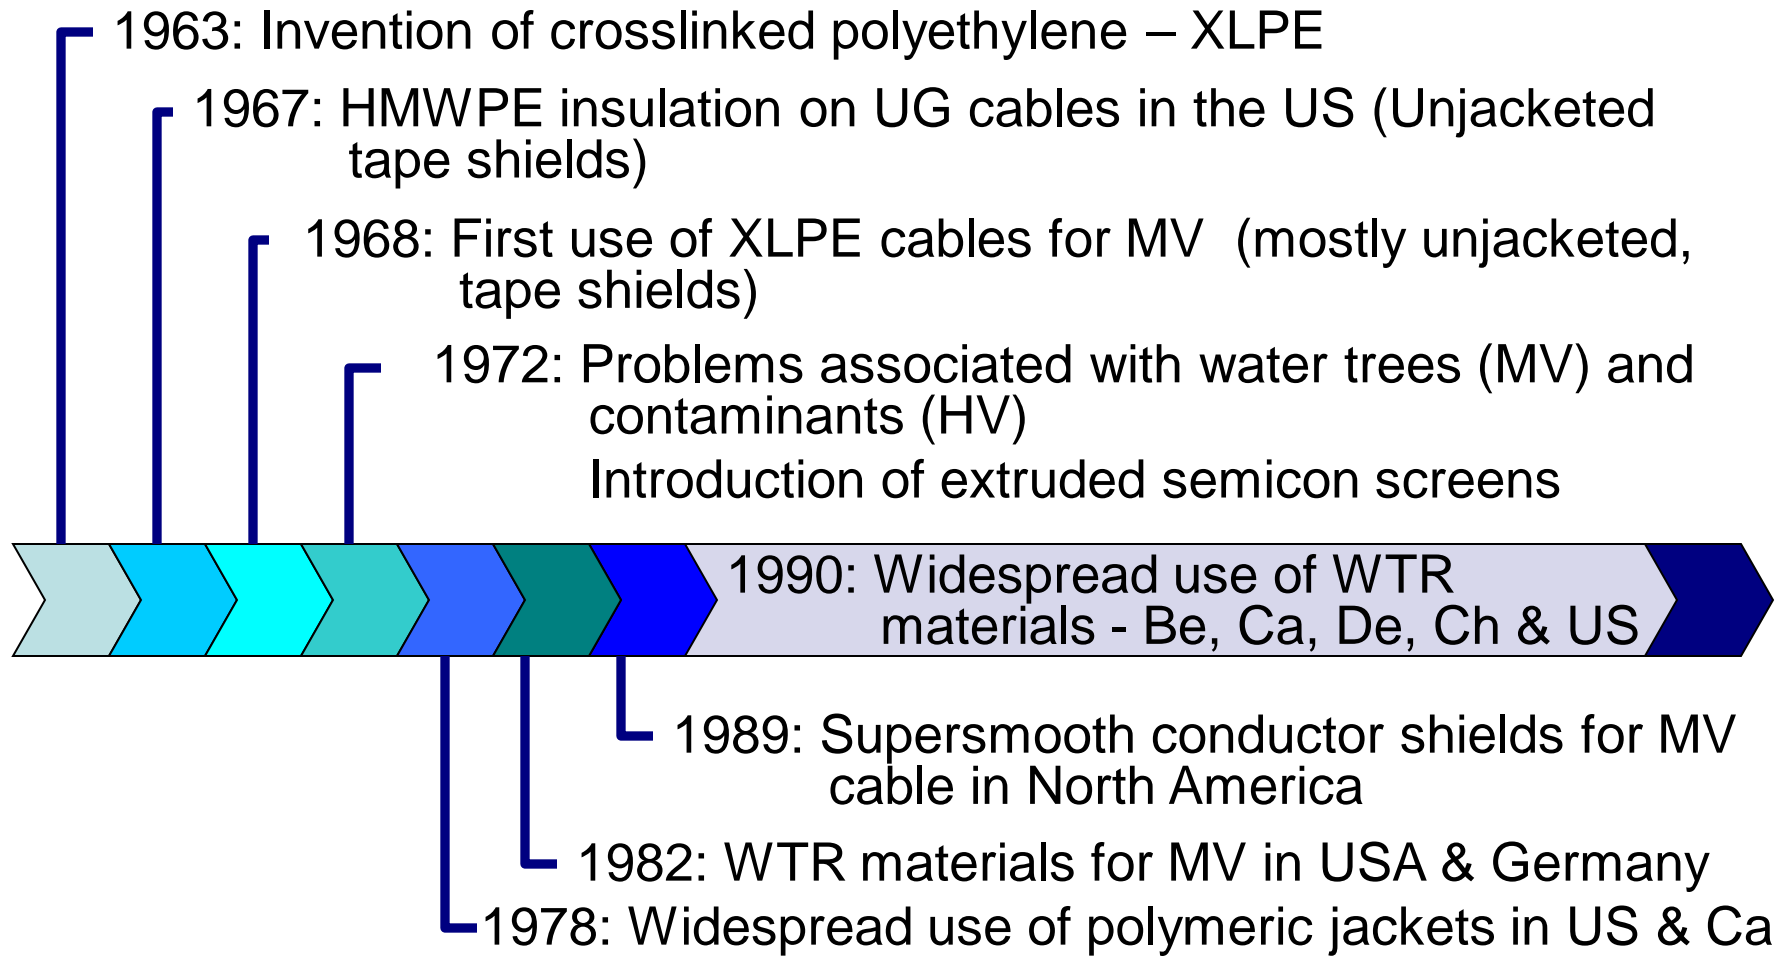 1963: Invention of crosslinked polyethylene – XLPE
1967: HMWPE insulation on UG cables in the US (Unjacketed
tape shields)
1968: First use of XLPE cables for MV  (mostly unjacketed,
tape shields)
1972: Problems associated with water trees (MV) and
contaminants (HV)
Introduction of extruded semicon screens
1990: Widespread use of WTR
materials - Be, Ca, De, Ch & US
1989: Supersmooth conductor shields for MV
cable in North America
1982: WTR materials for MV in USA & Germany
1978: Widespread use of polymeric jackets in US & Ca